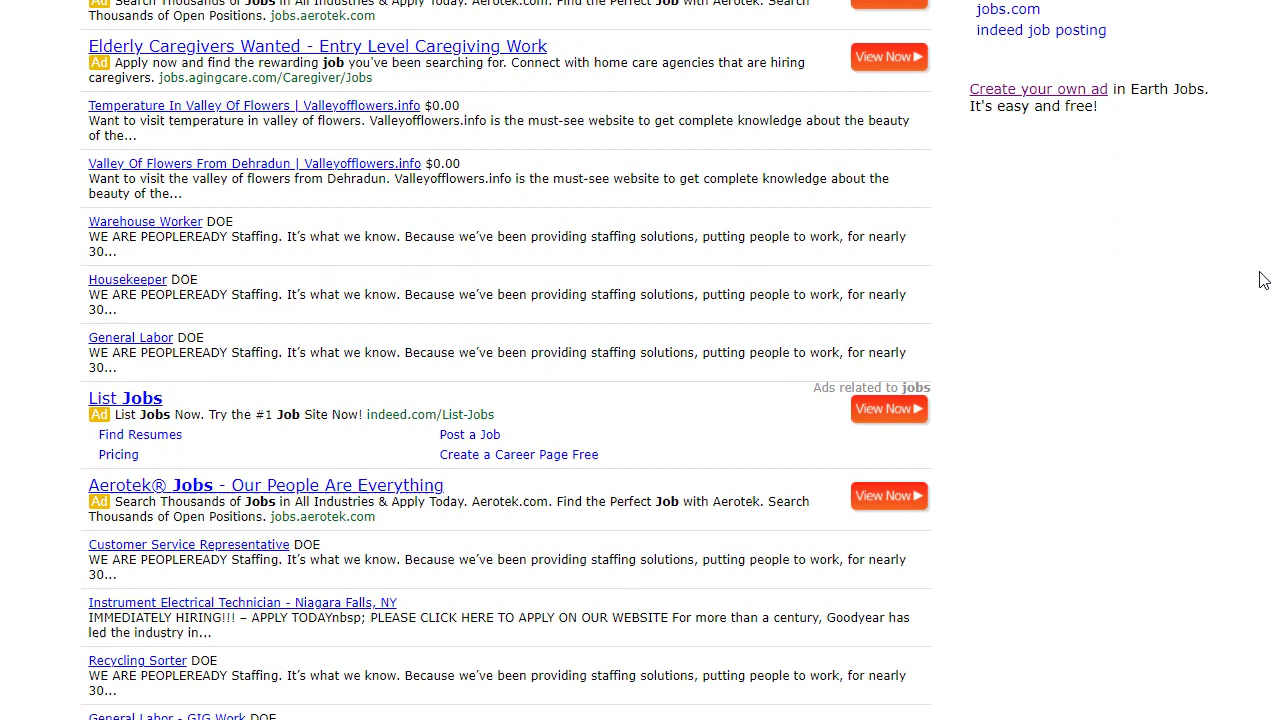 Ad Search Thousands of Jobs in All Industries & Apply Today. Aerotek.com. Find the Perfect Job with Aerotek. Search
Thousands of Open Positions. jobs.aerotek.com
jobs.com
indeed job posting
Elderly Caregivers Wanted - Entry Level Caregiving Work
Ad Apply now and find the rewarding job you've been searching for. Connect with home care agencies that are hiring
caregivers. jobs.agingcare.com/Caregiver/Jobs
View Now
Create your own ad in Earth Jobs.
It's easy and free!
Temperature In Valley Of Flowers | Valleyofflowers.info $0.00
Want to visit temperature in valley of flowers. Valleyofflowers.info is the must-see website to get complete knowledge about the beauty
of the...
Valley Of Flowers From Dehradun | Valleyofflowers.info $0.00
Want to visit the valley of flowers from Dehradun. Valleyofflowers.info is the must-see website to get complete knowledge about the
beauty of the...
Warehouse Worker DOE
WE ARE PEOPLEREADY Staffing. It’s what we know. Because we’ve been providing staffing solutions, putting people to work, for nearly
30...
Housekeeper DOE
WE ARE PEOPLEREADY Staffing. It’s what we know. Because we’ve been providing staffing solutions, putting people to work, for nearly
30...
General Labor DOE
WE ARE PEOPLEREADY Staffing. It’s what we know. Because we’ve been providing staffing solutions, putting people to work, for nearly
30...
Ads related to jobs
List Jobs
Ad List Jobs Now. Try the #1 Job Site Now! indeed.com/List-Jobs
View Now
Find Resumes Post a Job
Pricing Create a Career Page Free
Aerotek® Jobs - Our People Are Everything
Ad Search Thousands of Jobs in All Industries & Apply Today. Aerotek.com. Find the Perfect Job with Aerotek. Search
Thousands of Open Positions. jobs.aerotek.com
View Now
Customer Service Representative DOE
WE ARE PEOPLEREADY Staffing. It’s what we know. Because we’ve been providing staffing solutions, putting people to work, for nearly
30...
Instrument Electrical Technician - Niagara Falls, NY
IMMEDIATELY HIRING!!! – APPLY TODAYnbsp; PLEASE CLICK HERE TO APPLY ON OUR WEBSITE For more than a century, Goodyear has
led the industry in...
Recycling Sorter DOE
WE ARE PEOPLEREADY Staffing. It’s what we know. Because we’ve been providing staffing solutions, putting people to work, for nearly
30...
General Labor - GIG Work DOE